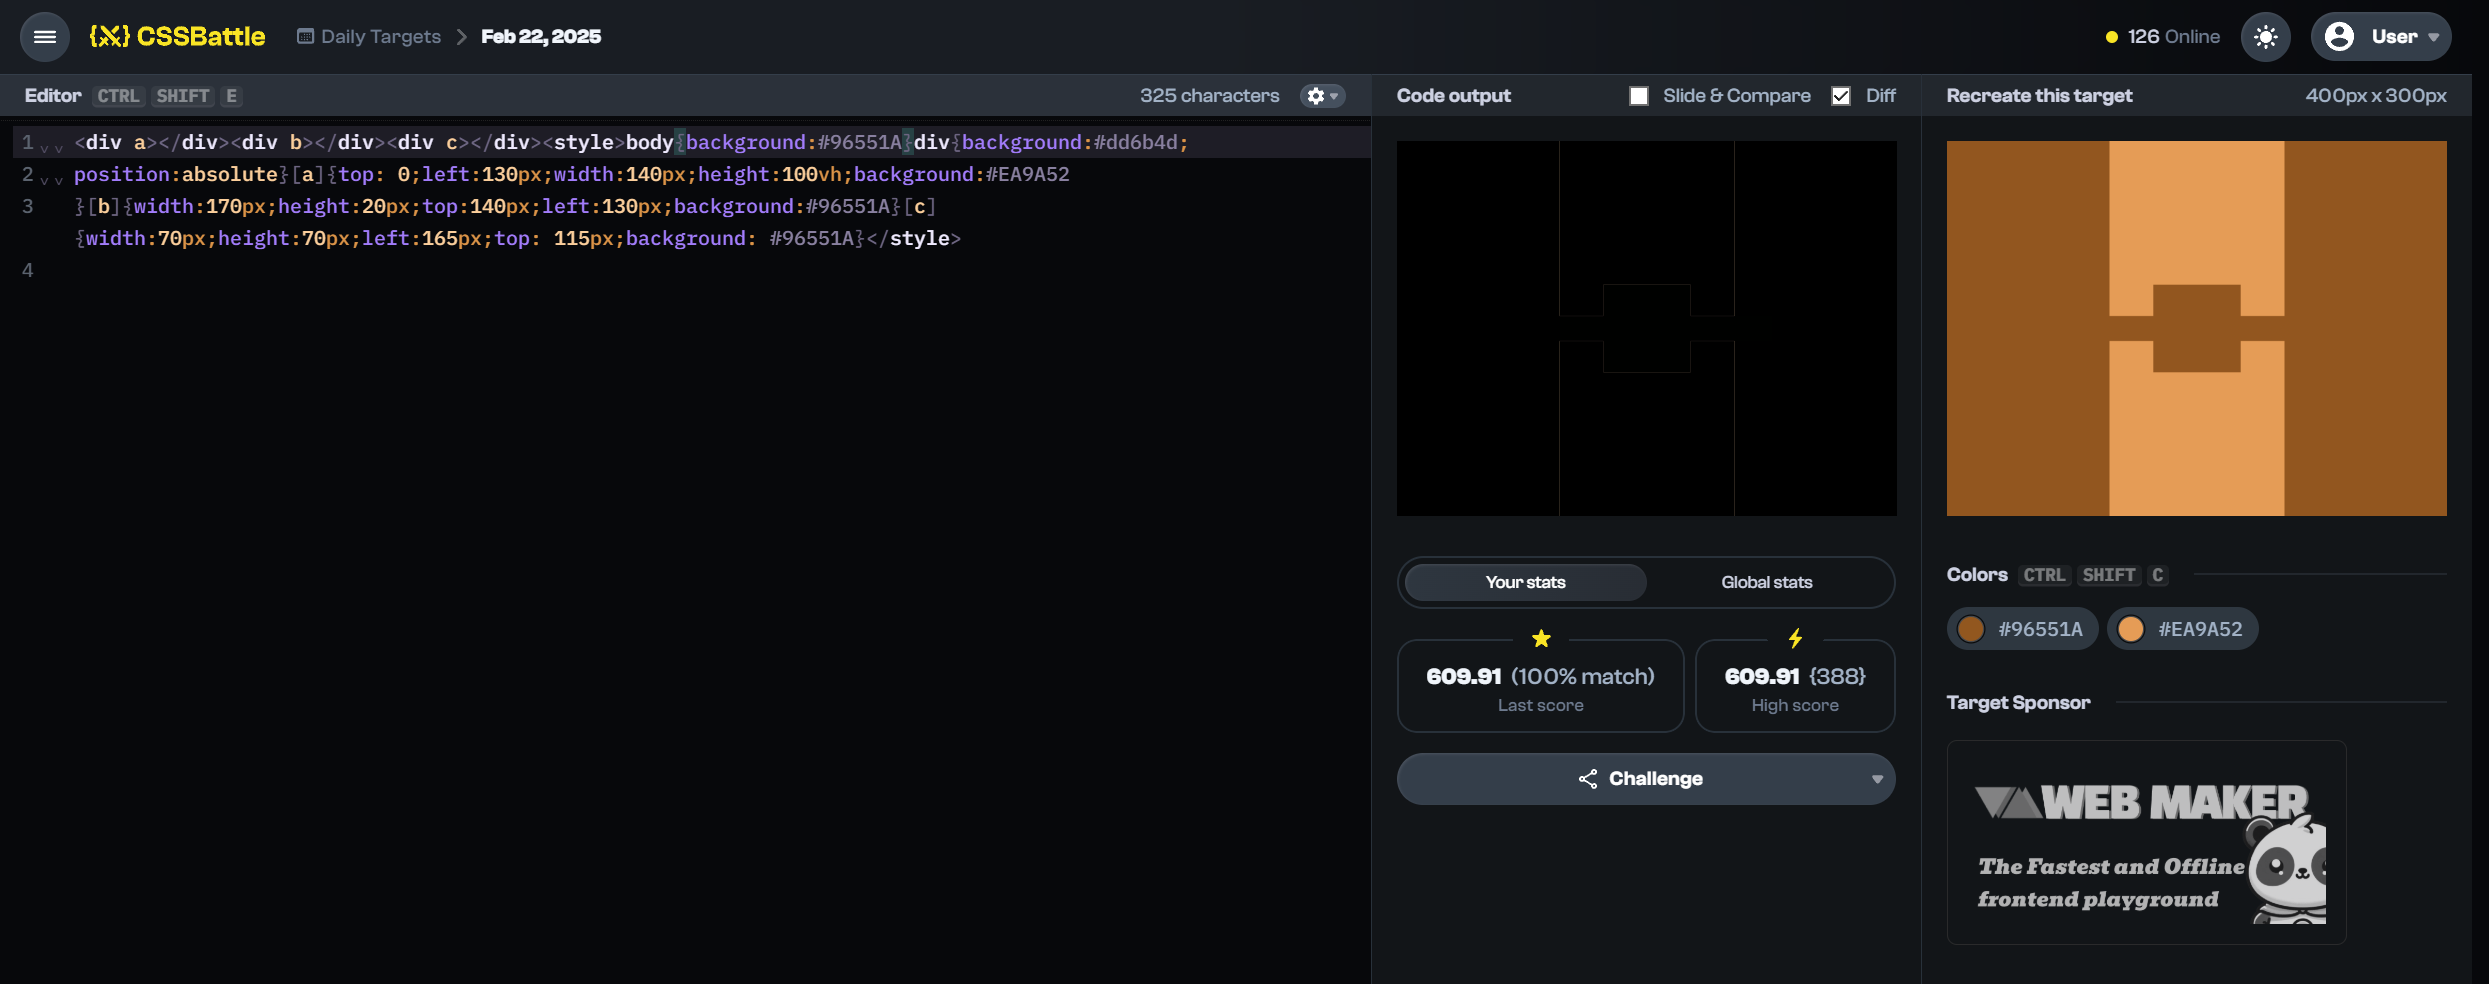 {X} CSSBattle
Daily Targets > Feb 22, 2025
126 Online
User
Editor CTRL SHIFT E
325 characters
1 <div a></div><div b></div><div c></div><style>body{background:#96551A}div{background:#dd6b4d;
2 position:absolute}[a]{top: 0;left:130px;width:140px;height:100vh;background:#EA9A52
3 }[b]{width:170px;height:20px;top:140px;left:130px;background:#96551A}[c]
{width:70px;height:70px;left:165px;top: 115px;background: #96551A}</style>
4
Code output
Slide & Compare
Diff
Your stats
Global stats
609.91 (100% match)
Last score
609.91 {388}
High score
Challenge
Recreate this target
400px x 300px
Colors CTRL SHIFT C
#96551A
#EA9A52
Target Sponsor
WEB MAKER
The Fastest and Offline
frontend playground